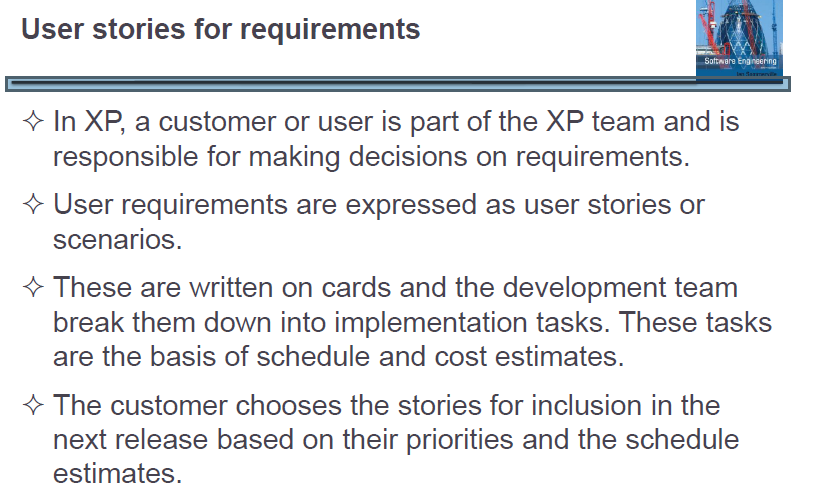 User stories for requirements
Software Engineering
Ian Sommerville
✧ In XP, a customer or user is part of the XP team and is
responsible for making decisions on requirements.
✧ User requirements are expressed as user stories or
scenarios.
✧ These are written on cards and the development team
break them down into implementation tasks. These tasks
are the basis of schedule and cost estimates.
✧ The customer chooses the stories for inclusion in the
next release based on their priorities and the schedule
estimates.